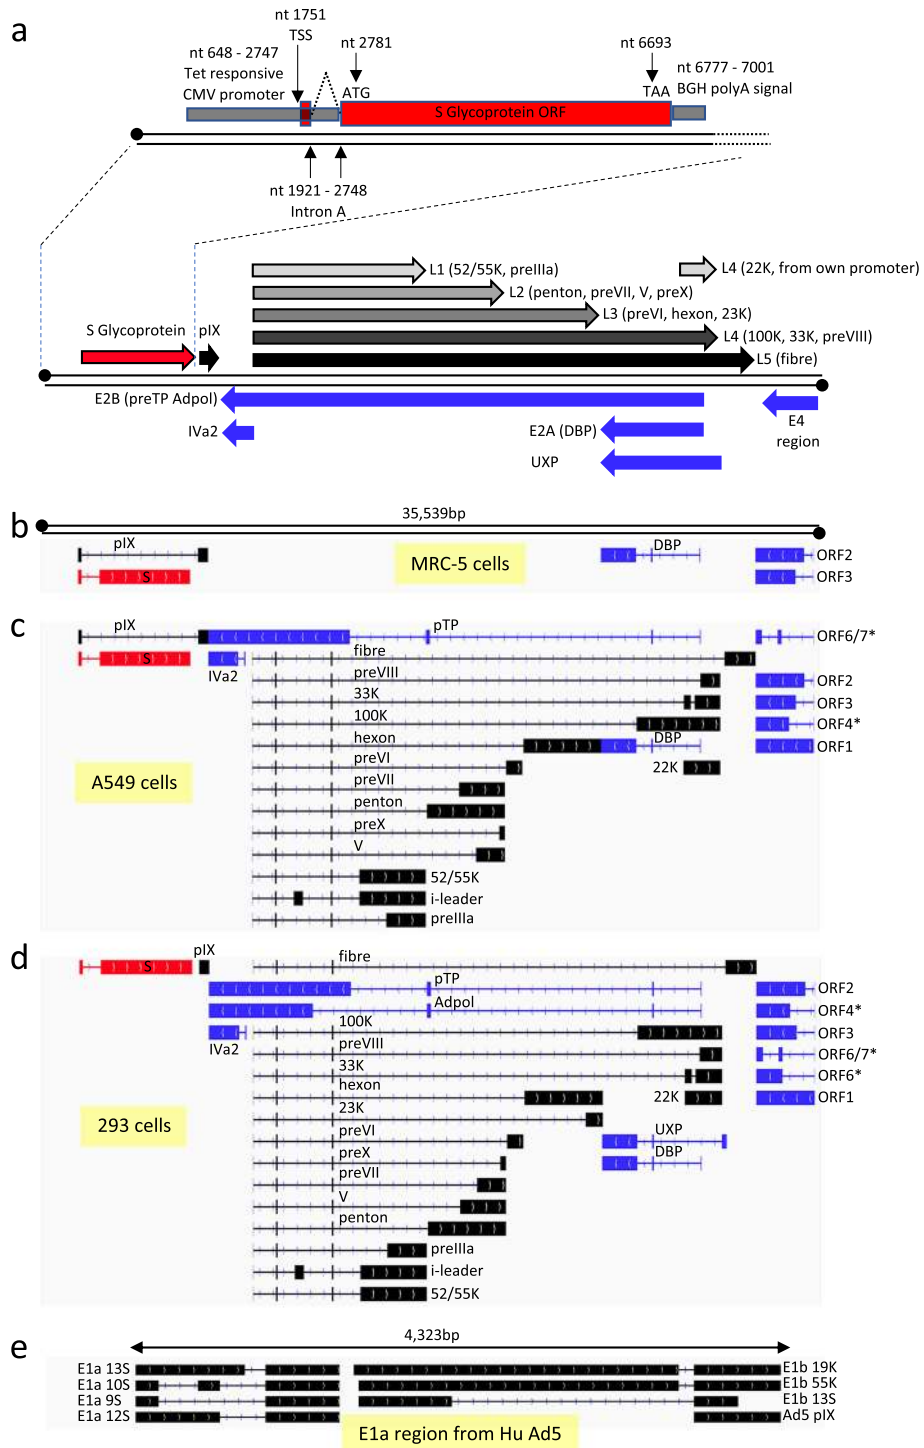 a
nt 1751
TSS
nt 648 - 2747
Tet responsive
CMV promoter
nt 2781
ATG
nt 6693
TAA
nt 6777 - 7001
BGH polyA signal
S Glycoprotein ORF
nt 1921 - 2748
Intron A
L1 (52/55K, preIIIa)
L4 (22K, from own promoter)
L2 (penton, preVII, V, preX)
L3 (preVI, hexon, 23K)
S Glycoprotein
pIX
L4 (100K, 33K, preVIII)
L5 (fibre)
E2B (preTP Adpol)
IVa2
E2A (DBP)
UXP
E4
region
b
35,539bp
pIX
MRC-5 cells
DBP
ORF2
S
ORF3
c
pIX
pTP
ORF6/7*
S
fibre
IVa2
preVIII
ORF2
33K
ORF3
100K
ORF4*
hexon
DBP
ORF1
A549 cells
preVI
22K
preVII
penton
preX
V
52/55K
i-leader
preIIIa
d
S
pIX
fibre
pTP
ORF2
Adpol
ORF4*
IVa2
100K
ORF3
preVIII
ORF6/7*
33K
ORF6*
hexon
22K
ORF1
293 cells
23K
preVI
UXP
preX
DBP
preVII
V
penton
preIIIa
i-leader
52/55K
e
4,323bp
E1a 13S
E1b 19K
E1a 10S
E1b 55K
E1a 9S
E1b 13S
E1a 12S
Ad5 pIX
E1a region from Hu Ad5